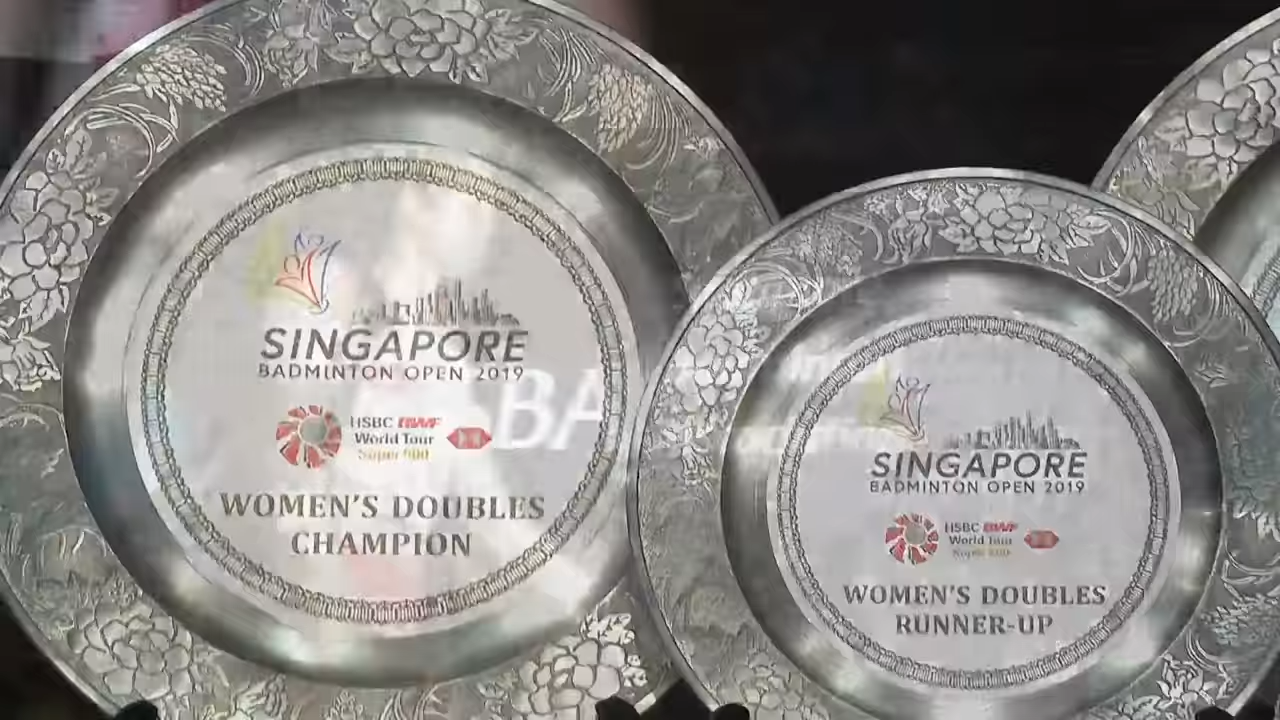 SINGAPORE
BADMINTON OPEN 2019
HSBC BWF
World Tour
Super 500
WOMEN'S DOUBLES
CHAMPION
BA
SINGAPORE
BADMINTON OPEN 2019
HSBC BWF
World Tour
Super 500
WOMEN'S DOUBLES
RUNNER-UP